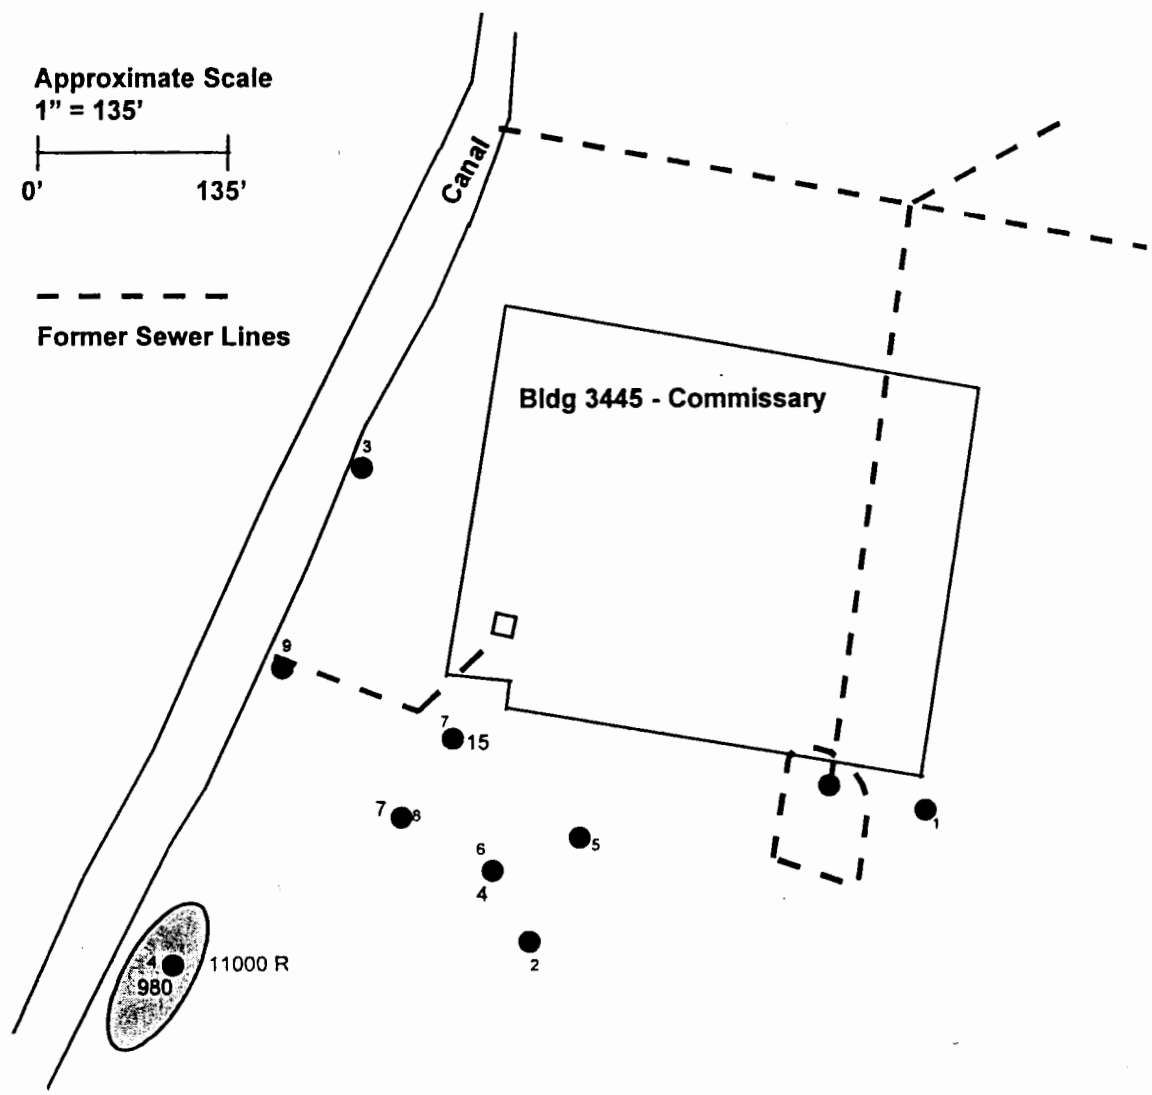 Approximate Scale
1" = 135'
0' 135'
Canal
Former Sewer Lines
Bldg 3445 - Commissary
3
9
7
15
7 8
6
4
5
1
2
4
980
11000 R